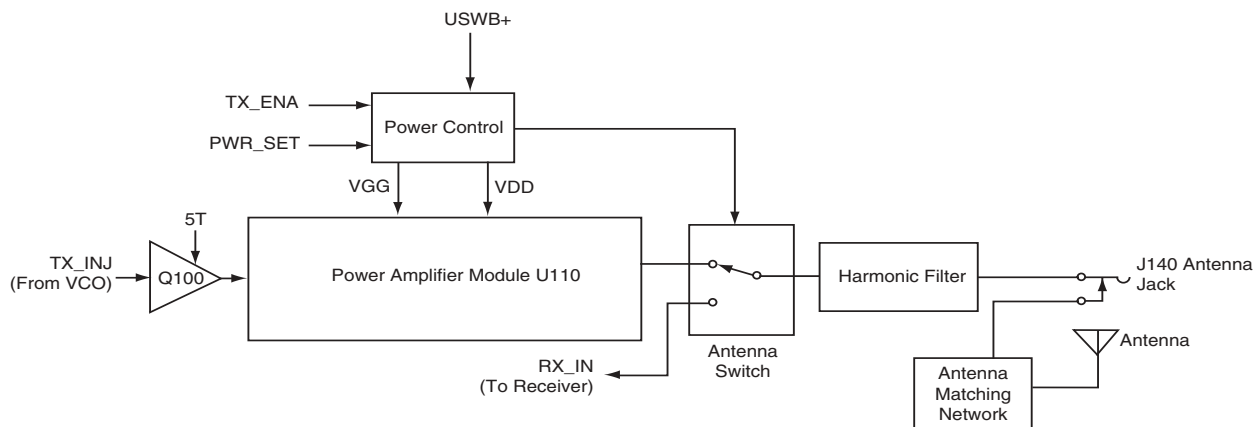 USWB+
TX_ENA
Power Control
PWR_SET
VGG
VDD
5T
TX_INJ
(From VCO)
Q100
Power Amplifier Module U110
Harmonic Filter
J140 Antenna
Jack
RX_IN
(To Receiver)
Antenna
Switch
Antenna
Antenna
Matching
Network